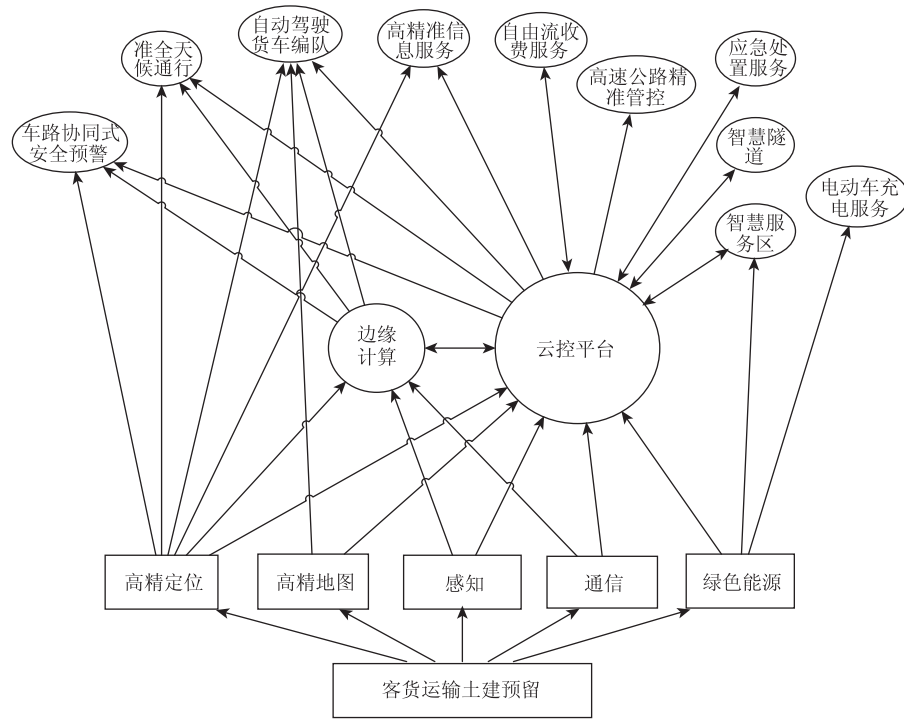 自动驾驶
货车编队
高精准信
息服务
自由流收
费服务
应急处
置服务
准全天
候通行
高速公路精
准管控
车路协同式
安全预警
智慧隧
道
电动车充
电服务
智慧服
务区
边缘
计算
云控平台
高精定位
高精地图
感知
通信
绿色能源
客货运输土建预留